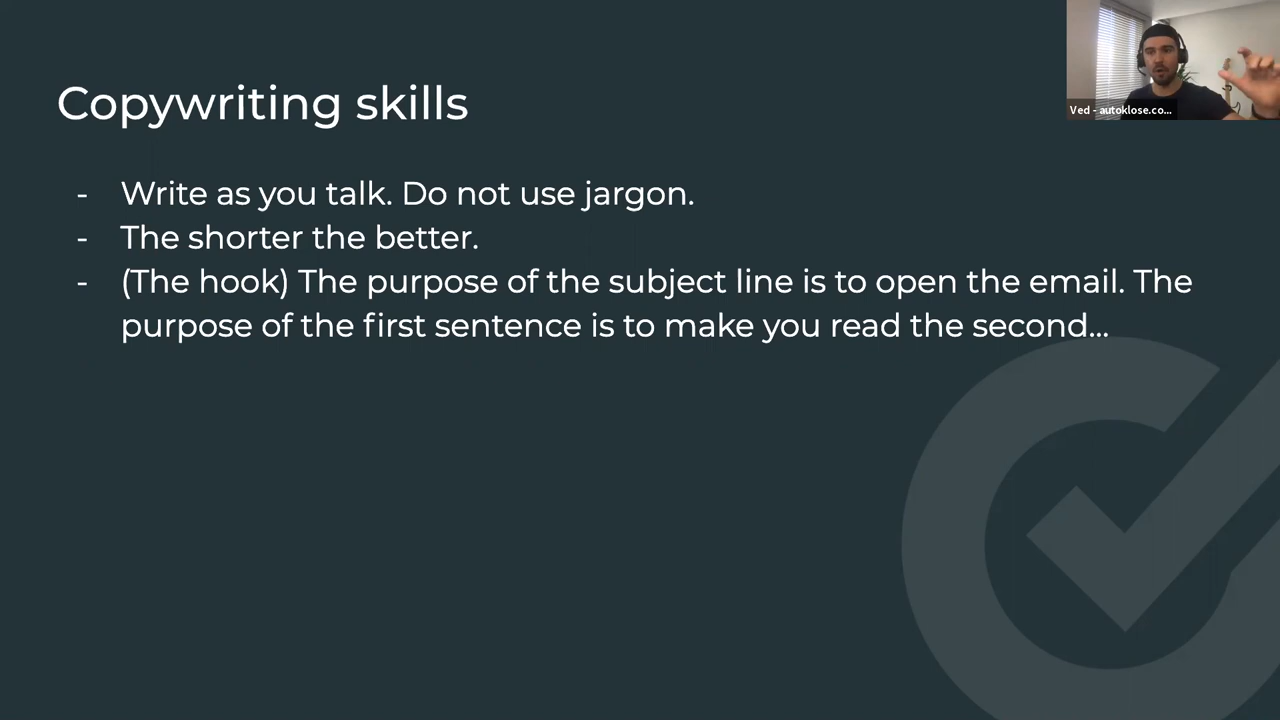 Copywriting skills
- Write as you talk. Do not use jargon.
- The shorter the better.
- (The hook) The purpose of the subject line is to open the email. The
purpose of the first sentence is to make you read the second...
Ved - autoklose.co...